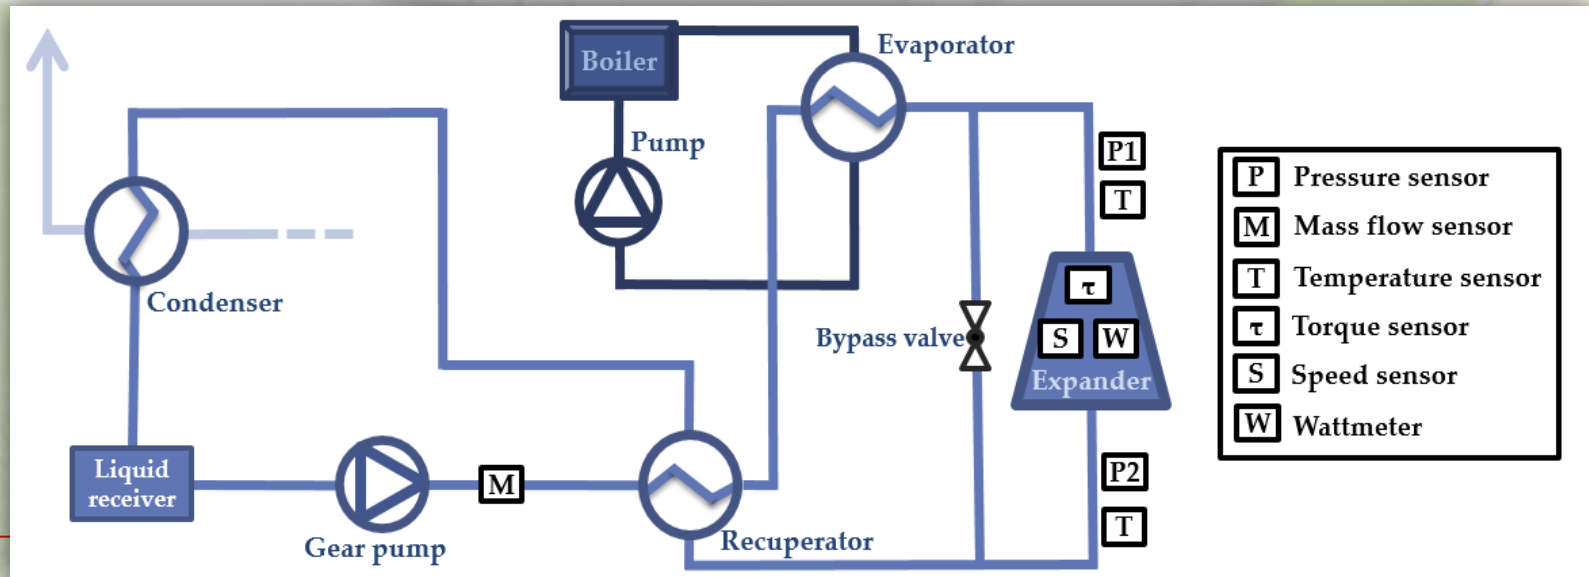 Boiler
Evaporator
Pump
P1
T
Condenser
Bypass valve
τ
S W
Expander
Liquid
receiver
M
Gear pump
Recuperator
P2
T
P Pressure sensor
M Mass flow sensor
T Temperature sensor
τ Torque sensor
S Speed sensor
W Wattmeter